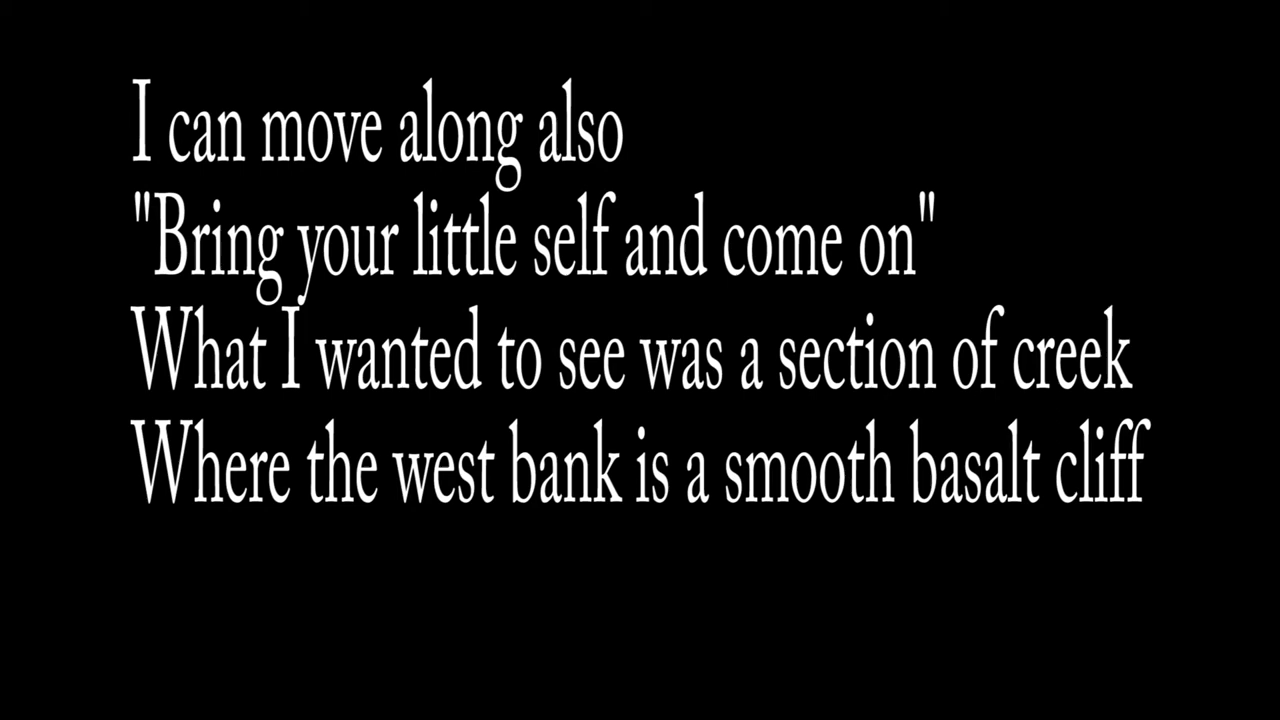 I can move along also
"Bring your little self and come on"
What I wanted to see was a section of creek
Where the west bank is a smooth basalt cliff